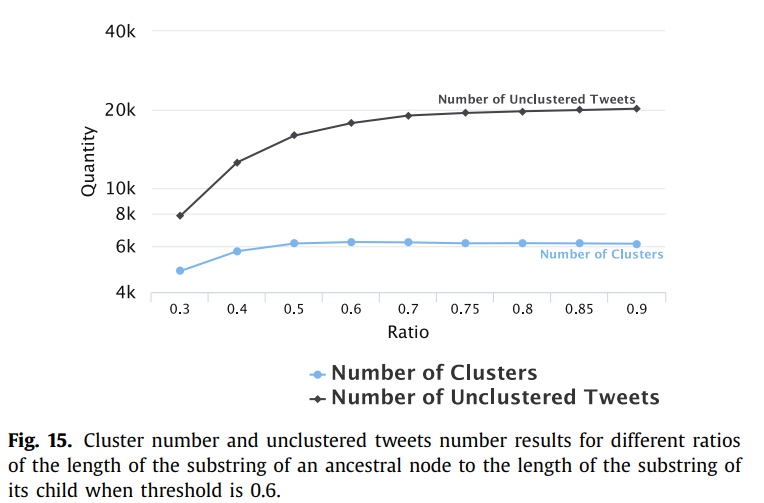 40k
Number of Unclustered Tweets
20k
Quantity
10k
8k
6k
Number of Clusters
4k
0.3 0.4 0.5 0.6 0.7 0.75 0.8 0.85 0.9
Ratio
Number of Clusters
Number of Unclustered Tweets
Fig. 15. Cluster number and unclustered tweets number results for different ratios
of the length of the substring of an ancestral node to the length of the substring of
its child when threshold is 0.6.